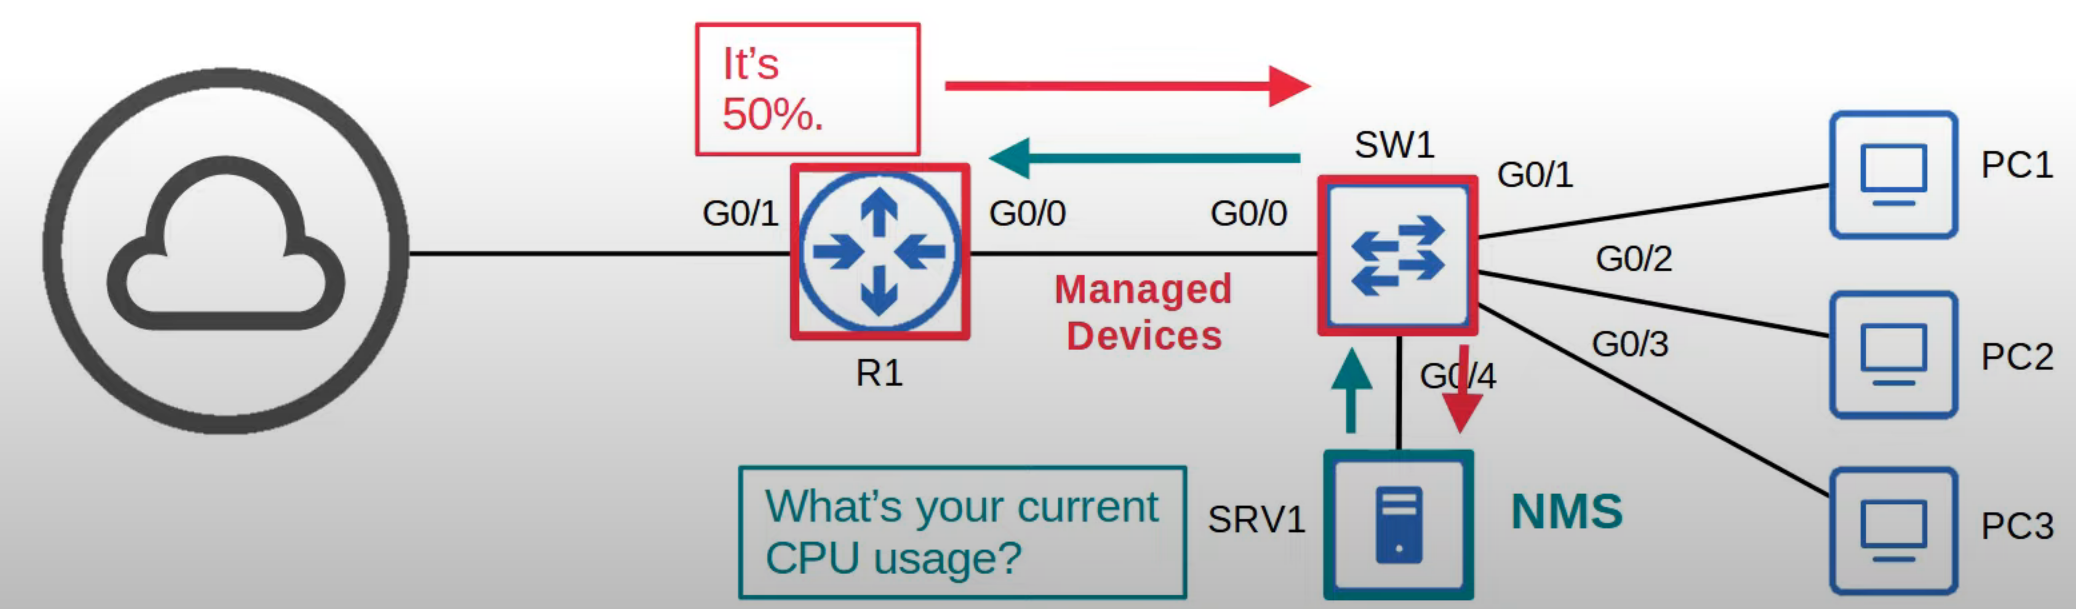 It's
50%.
SW1
G0/1
PC1
G0/1
G0/0
G0/0
G0/2
Managed
Devices
G0/3
R1
G0/4
PC2
What's your current
CPU usage?
SRV1
NMS
PC3